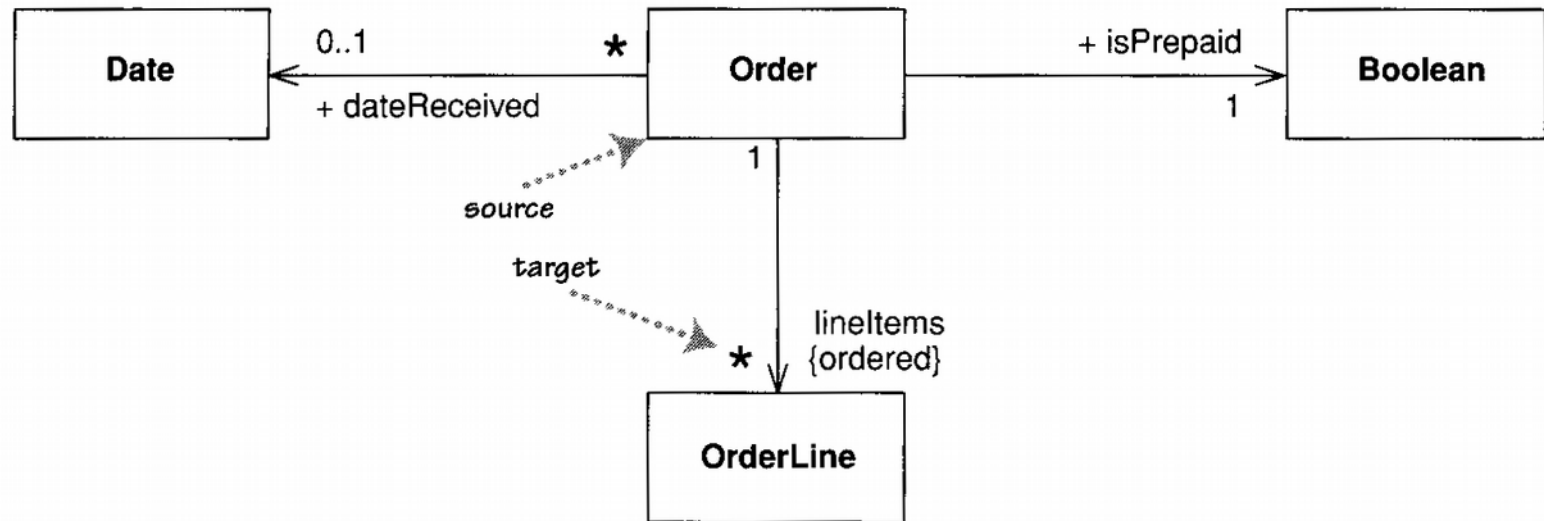 Date
0..1
*
+ dateReceived
Order
+ isPrepaid
1
Boolean
1
source
target
*
lineItems
{ordered}
OrderLine